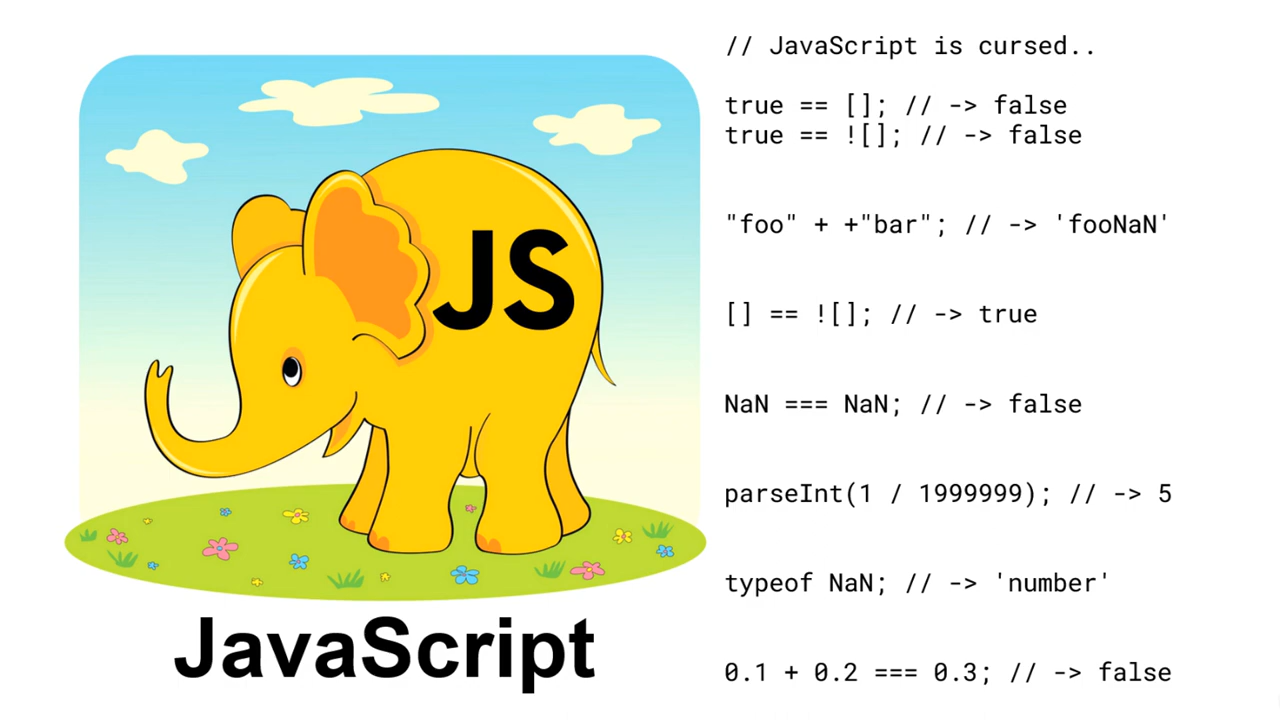 JS
JavaScript
// JavaScript is cursed..
true == []; // -> false
true == ![]; // -> false
"foo" + +"bar"; // -> 'fooNaN'
[] == ![]; // -> true
NaN === NaN; // -> false
parseInt(1 / 1999999); // -> 5
typeof NaN; // -> 'number'
0.1 + 0.2 === 0.3; // -> false